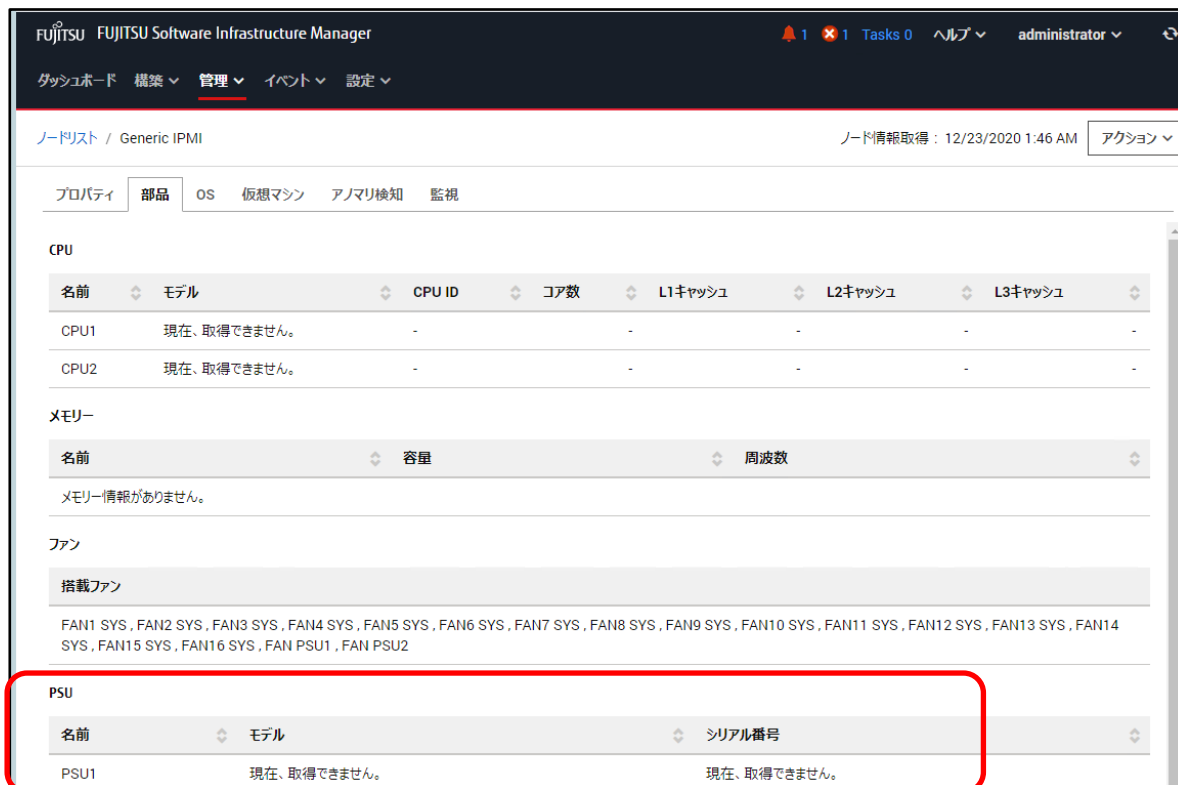 FUJITSU FUJITSU Software Infrastructure Manager 1 1 Tasks 0 ヘルプ administrator
ダッシュボード 構築 管理 イベント 設定
ノードリスト / Generic IPMI ノード情報取得 : 12/23/2020 1:46 AM アクション
プロパティ 部品 OS 仮想マシン アノマリ検知 監視
CPU
名前 モデル CPU ID コア数 L1キャッシュ L2キャッシュ L3キャッシュ
CPU1 現在、取得できません。 - - - - -
CPU2 現在、取得できません。 - - - - -
メモリー
名前 容量 周波数
メモリー情報がありません。
ファン
搭載ファン
FAN1 SYS , FAN2 SYS , FAN3 SYS , FAN4 SYS , FAN5 SYS , FAN6 SYS , FAN7 SYS , FAN8 SYS , FAN9 SYS , FAN10 SYS , FAN11 SYS , FAN12 SYS , FAN13 SYS , FAN14
SYS , FAN15 SYS , FAN16 SYS , FAN PSU1 , FAN PSU2
PSU
名前 モデル シリアル番号
PSU1 現在、取得できません。 現在、取得できません。